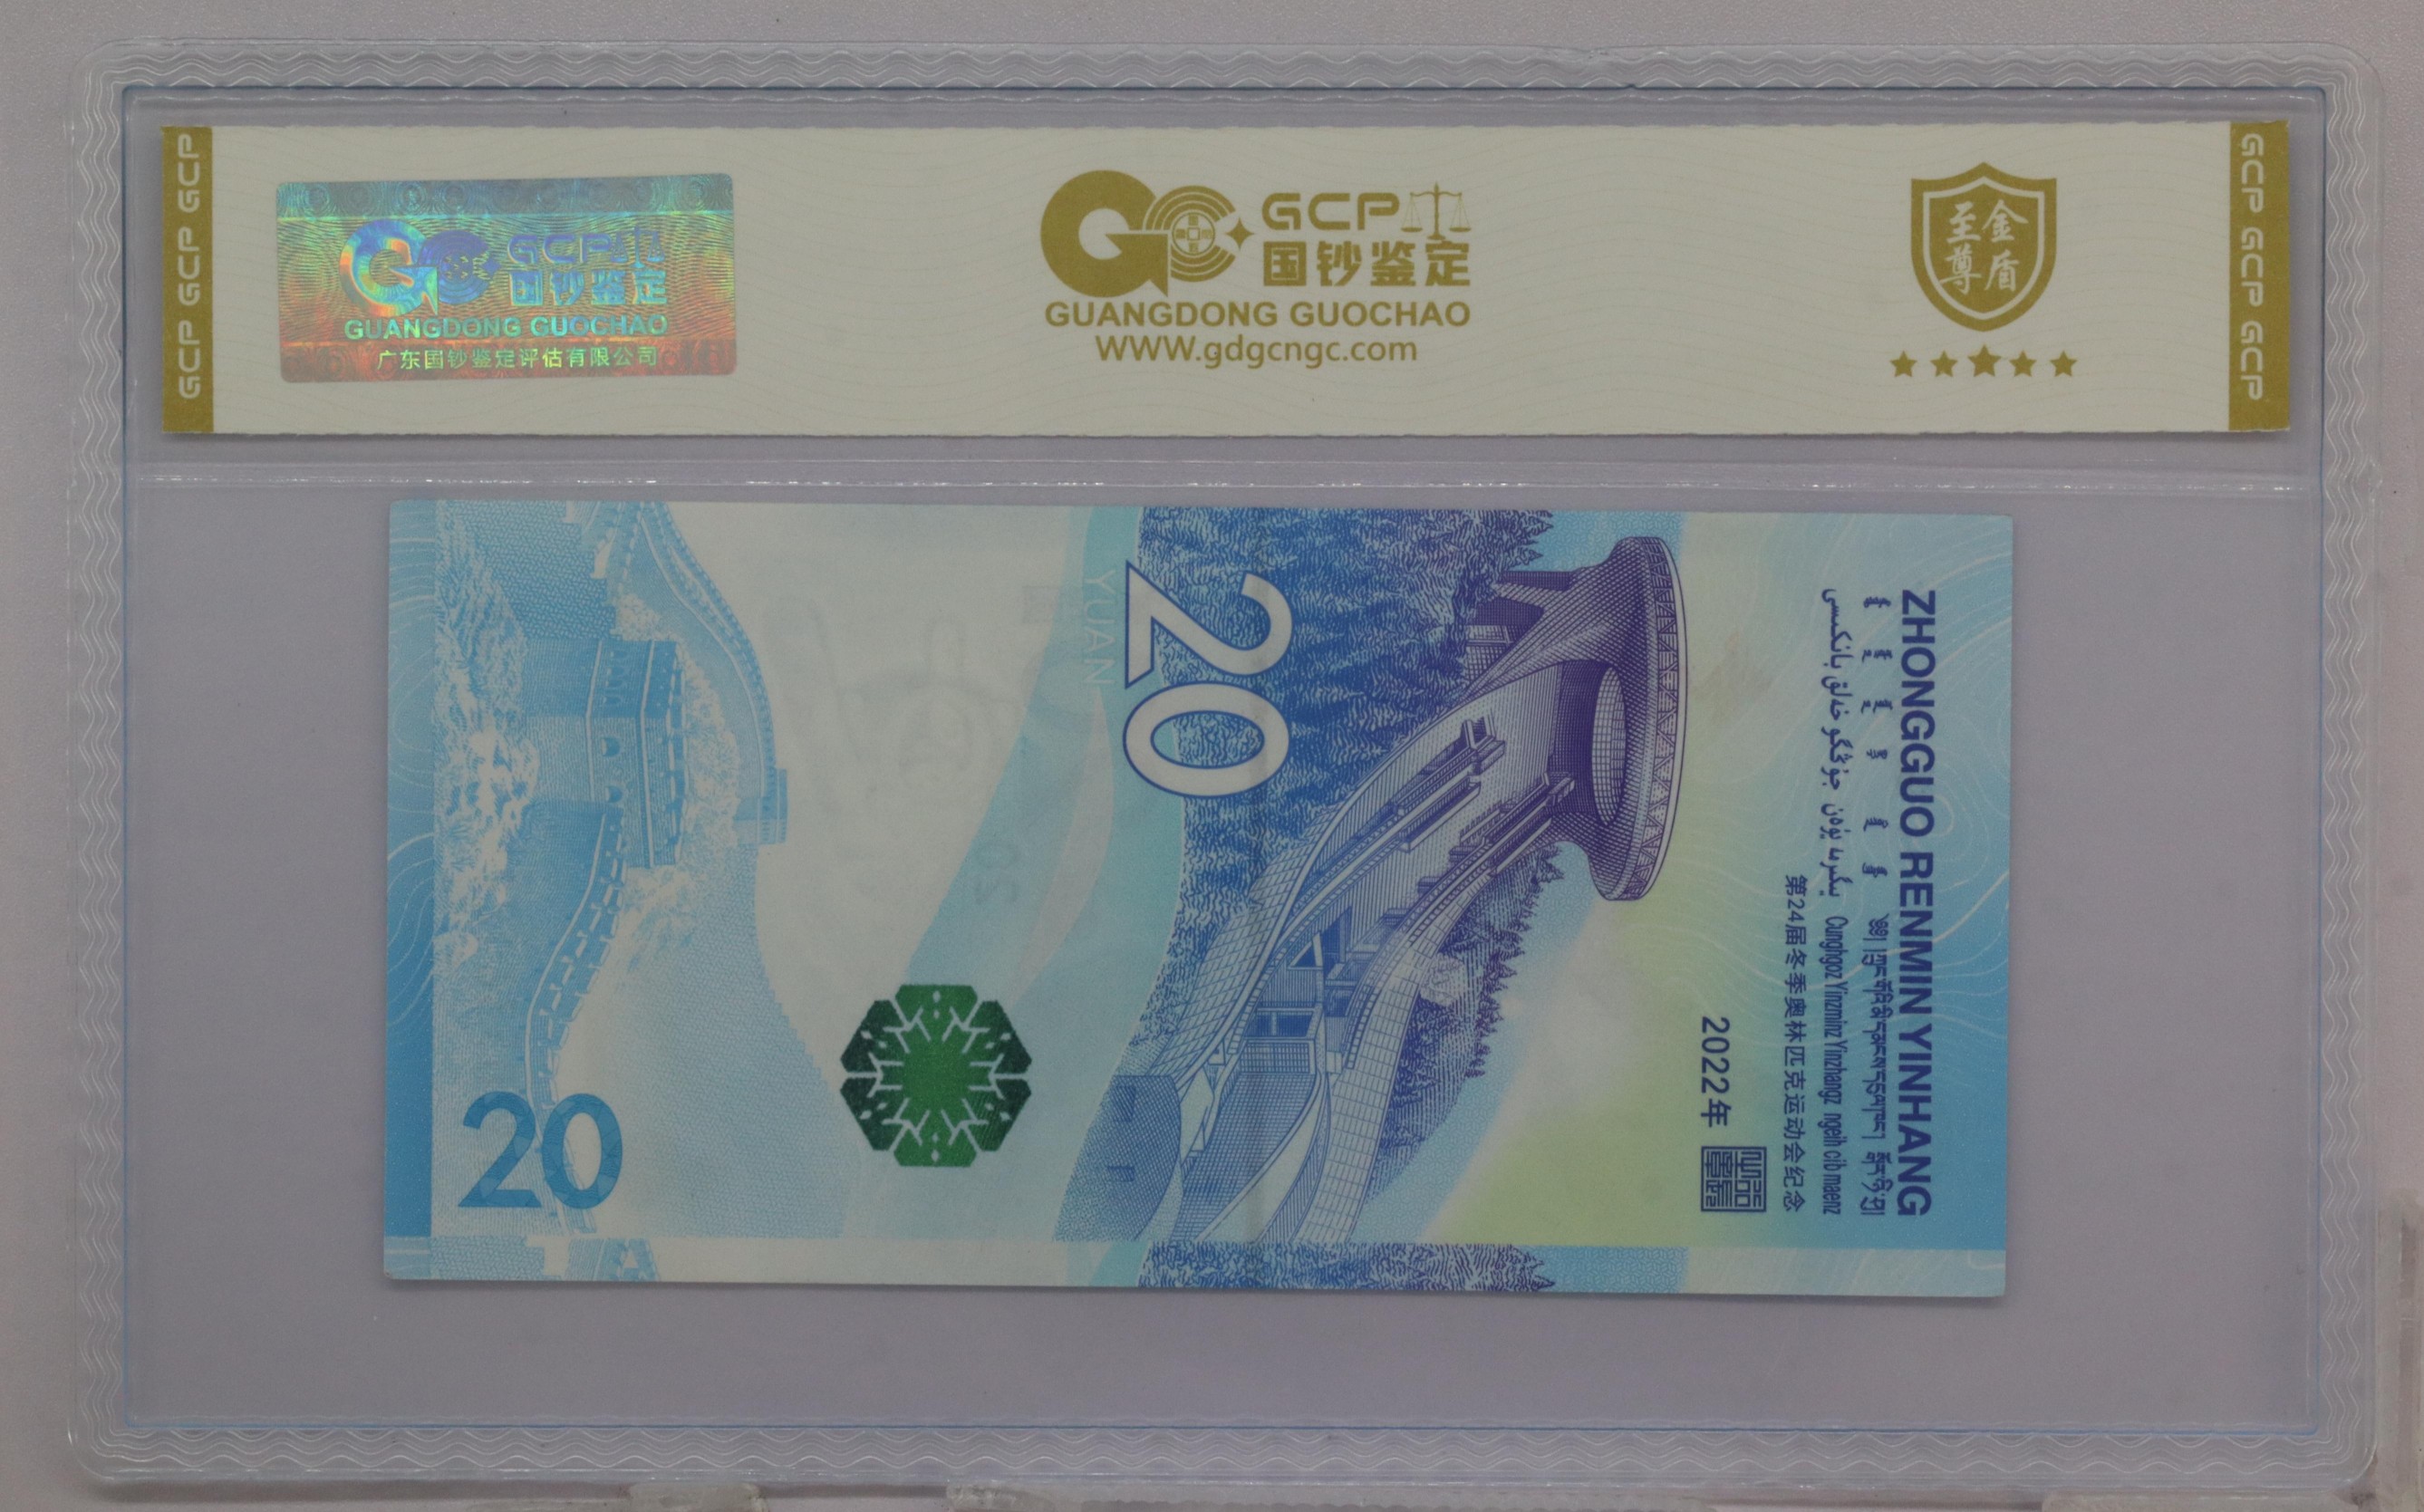 GCP GCP GCP
GCP
国钞鉴定
GUANGDONG GUOCHAO
广东国钞鉴定评估有限公司
GCP
国钞鉴定
GUANGDONG GUOCHAO
www.gdgcngc.com
至金
尊盾
GCP GCP GCP
ZHONGGUO RENMIN YINHANG
Cunghgoz Yinzminz Yinzhangz ngeih cib maenz
第24届冬季奥林匹克运动会纪念
2022年
20
YUAN
20